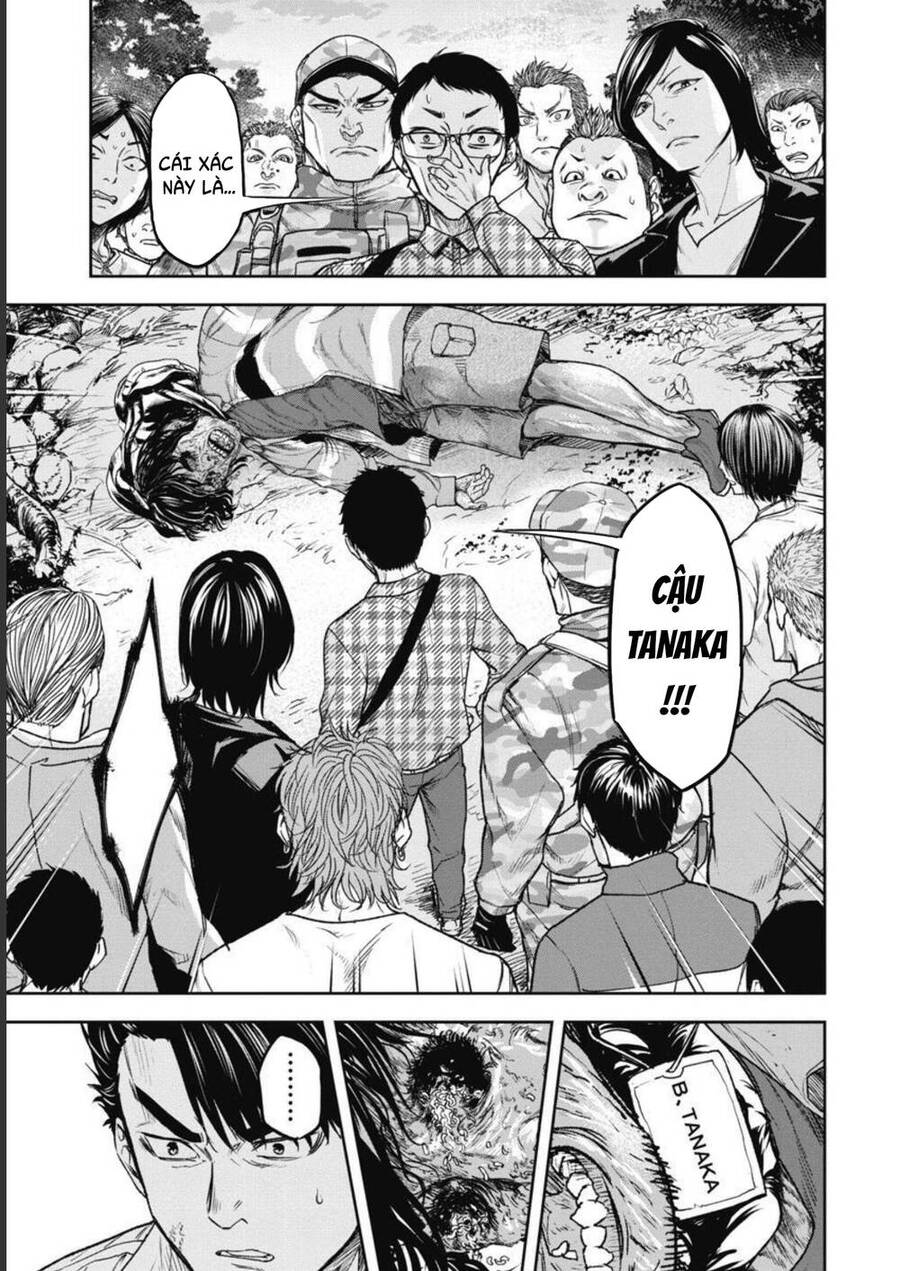 CÁI XÁC
NÀY LÀ...
CẬU
TANAKA
!!!
B. TANAKA
........